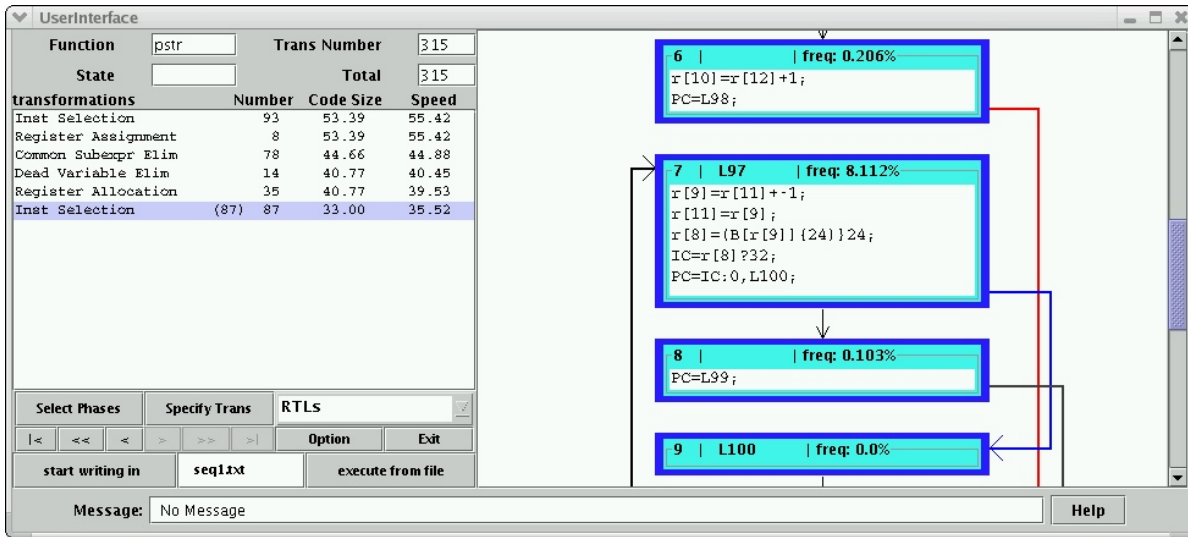 UserInterface
Function pstr Trans Number 315
State Total 315
transformations Number Code Size Speed
Inst Selection 93 53.39 55.42
Register Assignment 8 53.39 55.42
Common Subexpr Elim 78 44.66 44.88
Dead Variable Elim 14 40.77 40.45
Register Allocation 35 40.77 39.53
Inst Selection (87) 87 33.00 35.52
Select Phases Specify Trans RTLs
|< << < > >> >| Option Exit
start writing in seq1.txt execute from file
6 | | freq: 0.206%
r[10]=r[12]+1;
PC=L98;
7 | L97 | freq: 8.112%
r[9]=r[11]+-1;
r[11]=r[9];
r[8]=(B[r[9]]{24)}24;
IC=r[8]?32;
PC=IC:0,L100;
8 | | freq: 0.103%
PC=L99;
9 | L100 | freq: 0.0%
Message: No Message Help